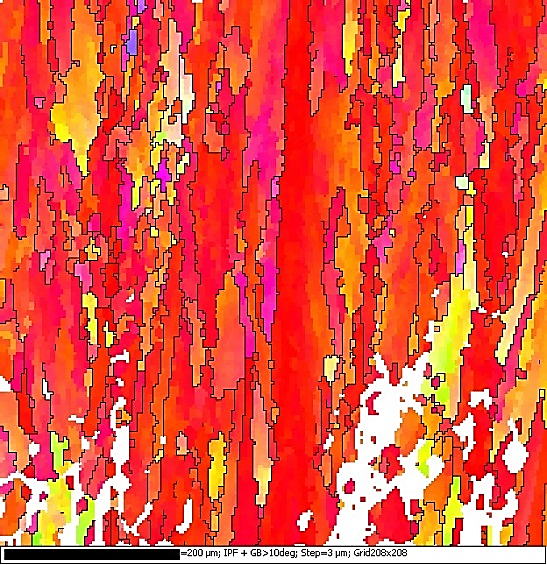 =200 µm; IPF + GB>10deg; Step=3 µm; Grid208x208